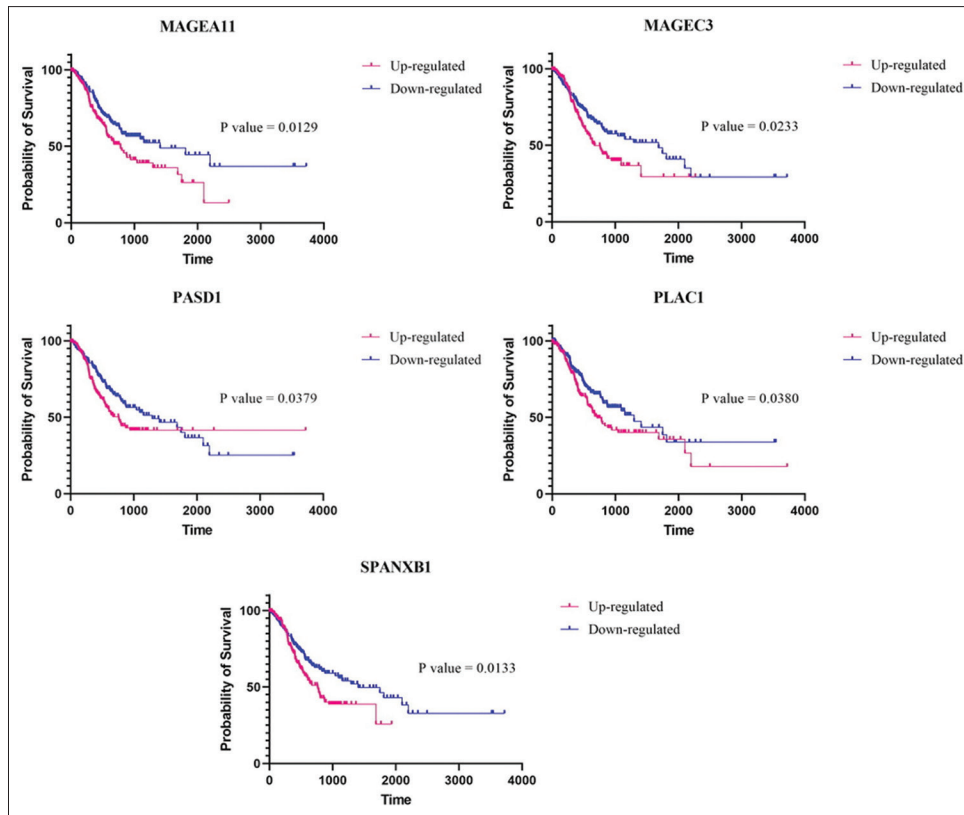 MAGEA11
Up-regulated
Down-regulated
P value = 0.0129
Probability of Survival
100
50
0
0 1000 2000 3000 4000
Time
MAGEC3
Up-regulated
Down-regulated
P value = 0.0233
Probability of Survival
100
50
0
0 1000 2000 3000 4000
Time
PASD1
Up-regulated
Down-regulated
P value = 0.0379
Probability of Survival
100
50
0
0 1000 2000 3000 4000
Time
PLAC1
Up-regulated
Down-regulated
P value = 0.0380
Probability of Survival
100
50
0
0 1000 2000 3000 4000
Time
SPANXB1
Up-regulated
Down-regulated
P value = 0.0133
Probability of Survival
100
50
0
0 1000 2000 3000 4000
Time